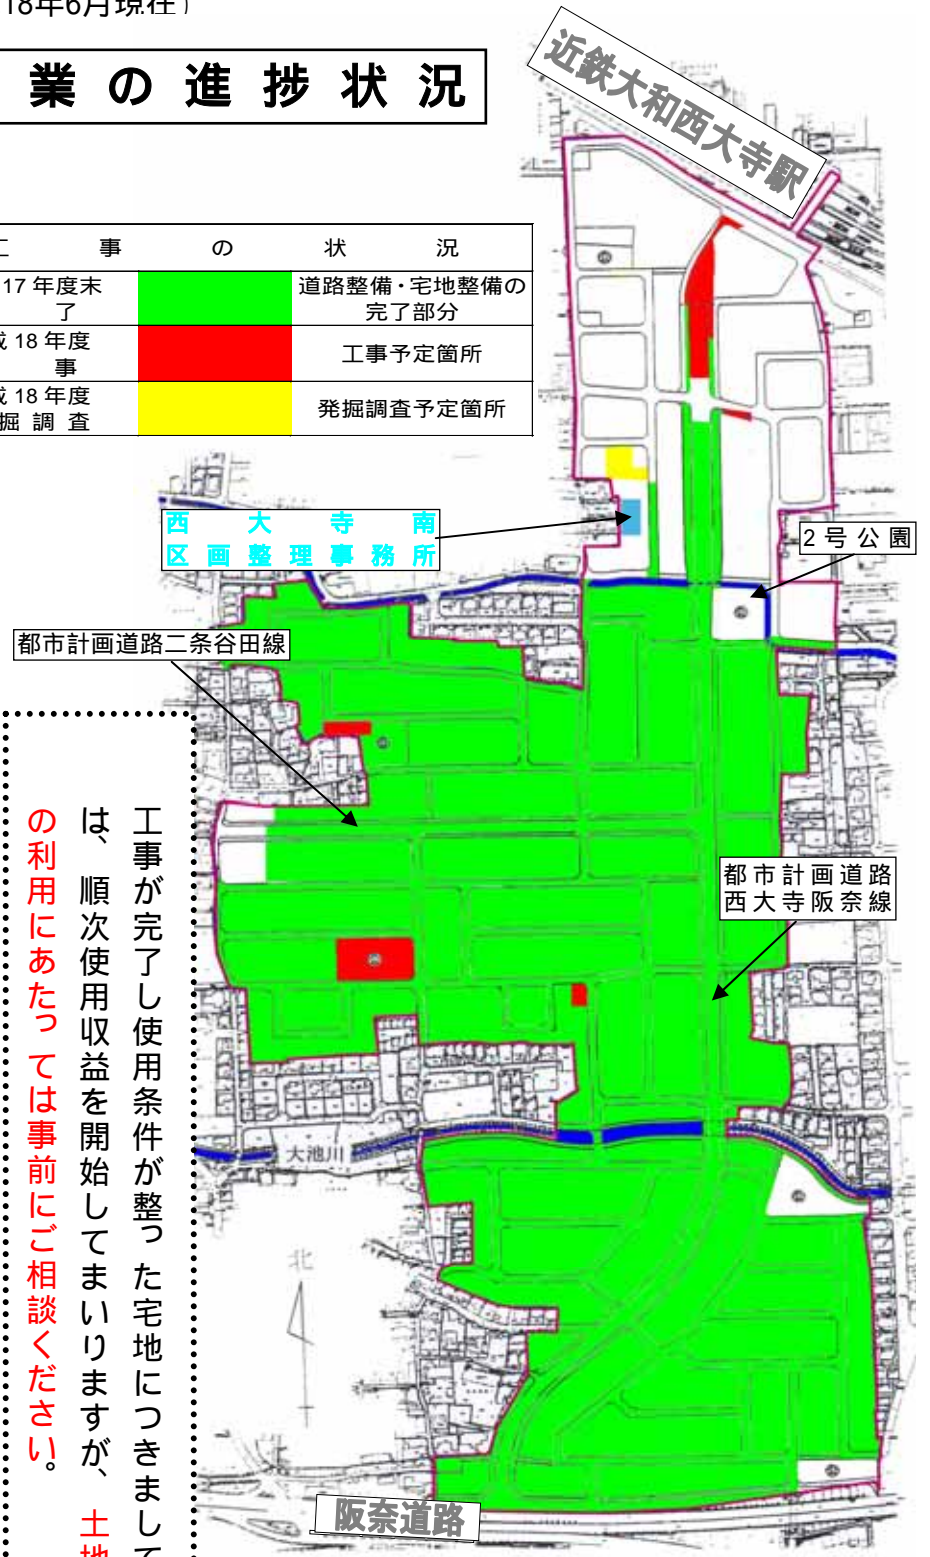 18年6月現在）
業の進捗状況
近鉄大和西大寺駅
工事の状況
17年度末
了
道路整備・宅地整備の
完了部分
成18年度
事
工事予定箇所
成18年度
掘調査
発掘調査予定箇所
西大寺南
区画整理事務所
2号公園
都市計画道路二条谷田線
都市計画道路
西大寺阪奈線
工事が完了し使用条件が整った宅地につきまして
は、順次使用収益を開始してまいりますが、土地
の利用にあたっては事前にご相談ください。
大池川
北
阪奈道路